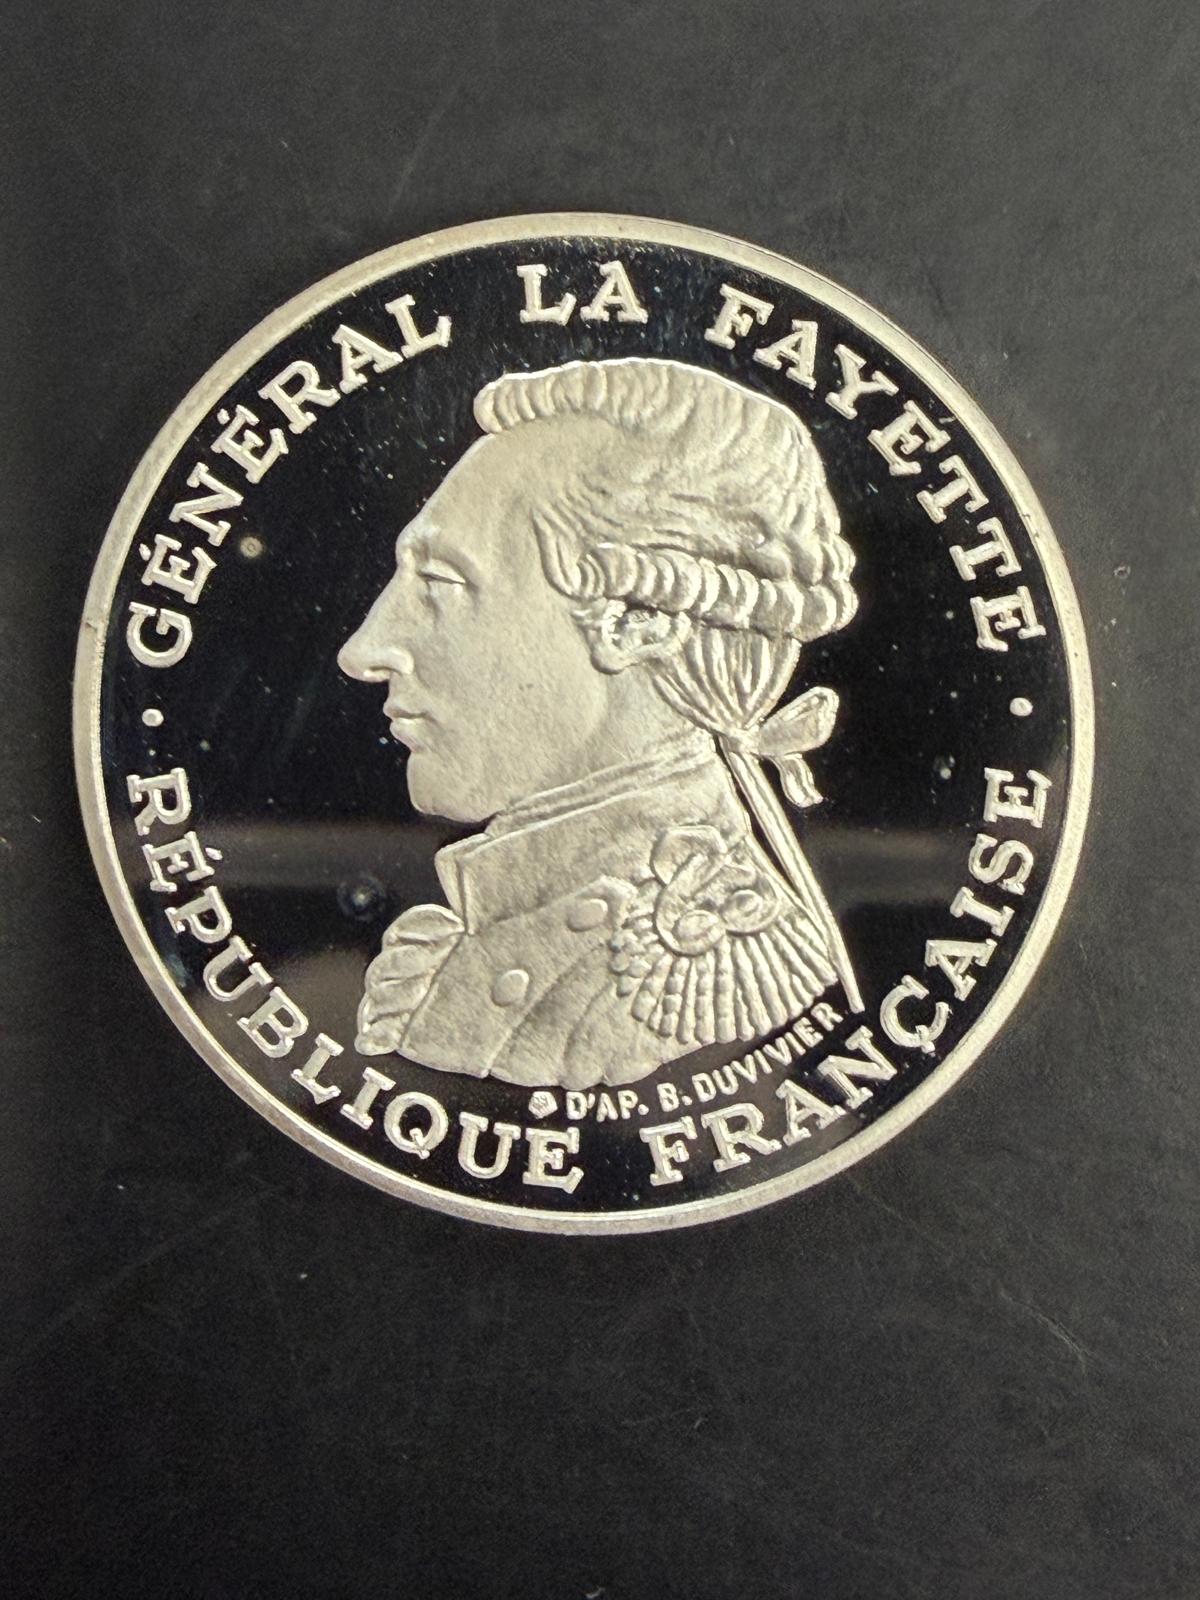 · GÉNÉRAL LA FAYETTE ·
RÉPUBLIQUE FRANÇAISE
D'AP. B. DUVIVIER